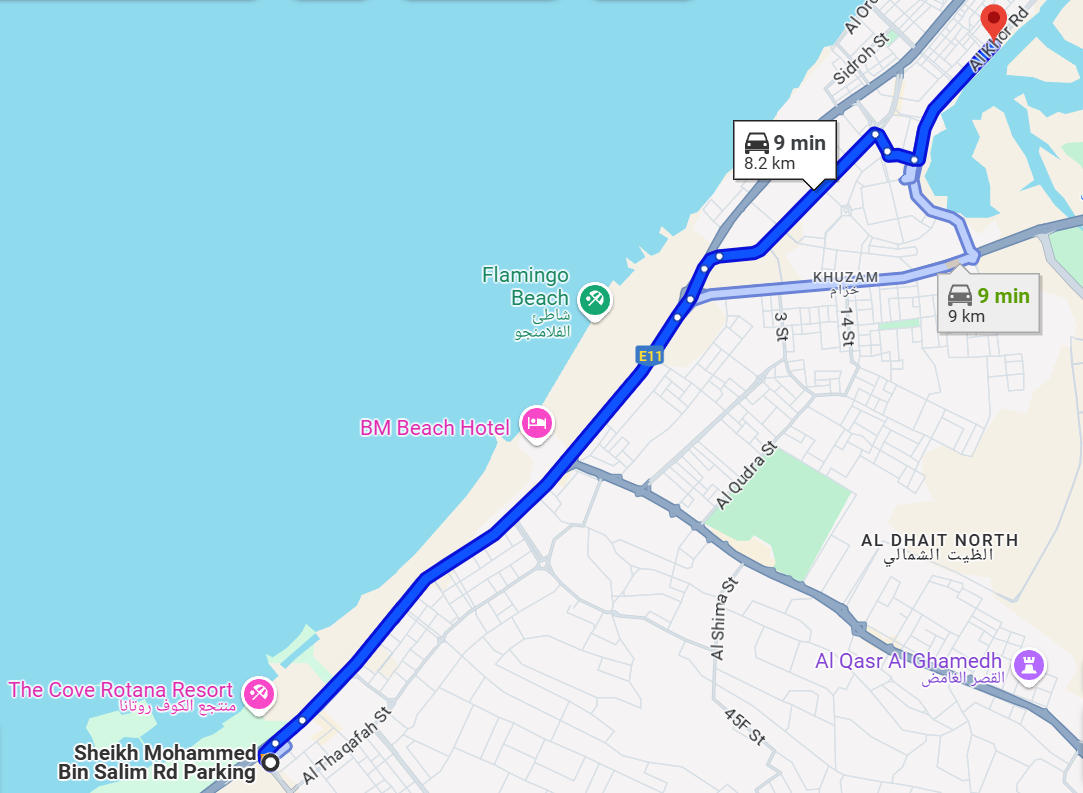 Al Khor Rd
Sidroh St
9 min
8.2 km
Flamingo
Beach
شاطئ
الفلامنجو
KHUZAM
خزام
9 min
9 km
3 St
14 St
E11
BM Beach Hotel
Al Qudra St
AL DHAIT NORTH
الظيت الشمالي
Al Shima St
Al Qasr Al Ghamedh
القصر الغامض
The Cove Rotana Resort
منتجع الكوف روتانا
45F St
Al Thaqafah St
Sheikh Mohammed
Bin Salim Rd Parking